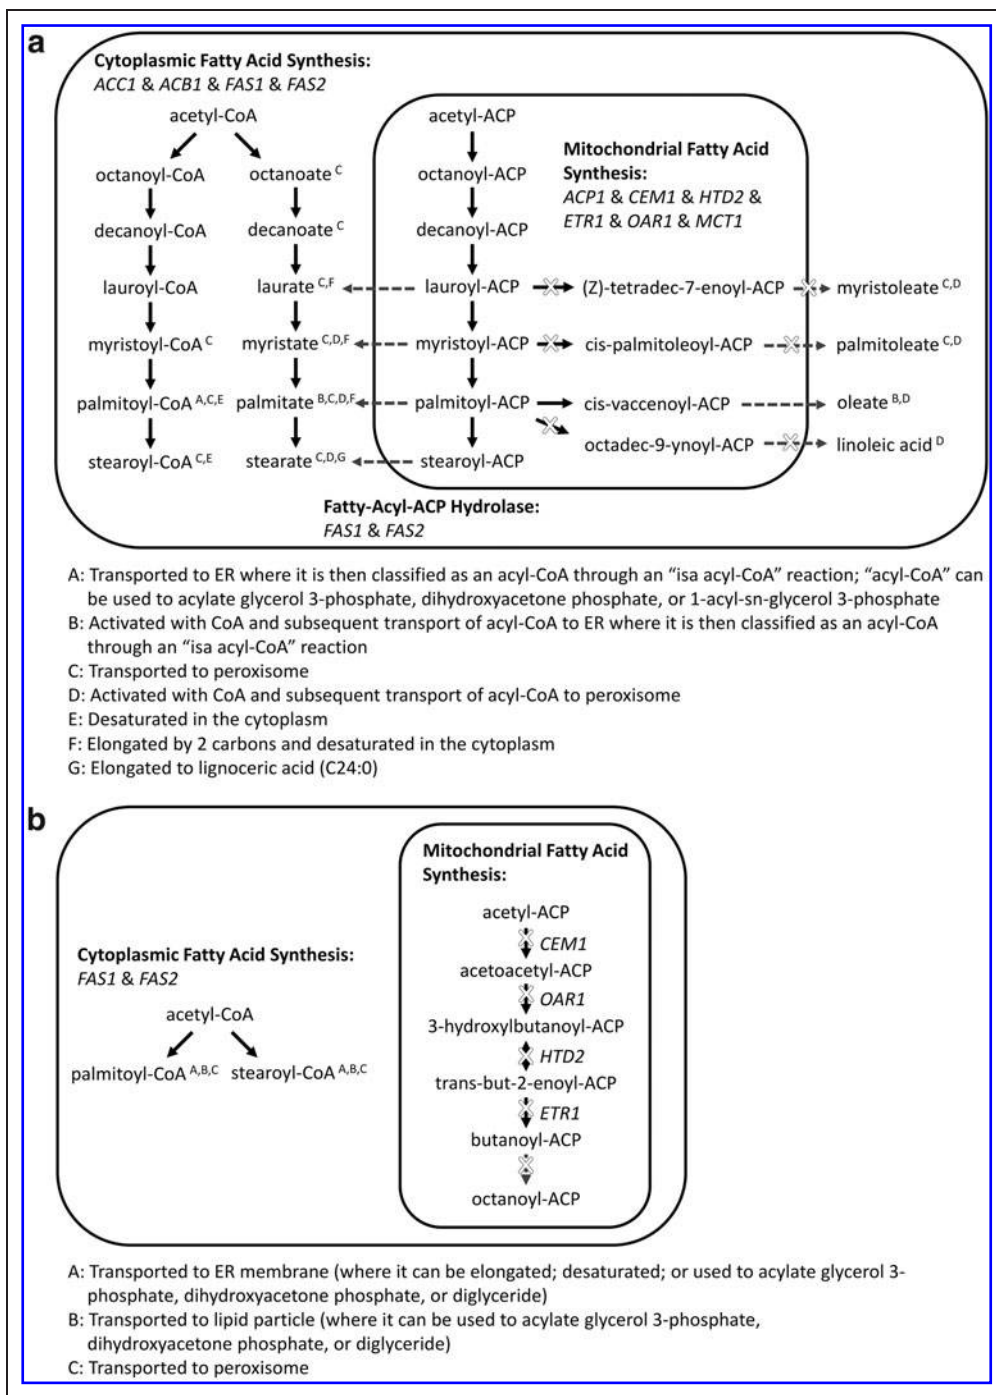 a
Cytoplasmic Fatty Acid Synthesis:
ACC1 & ACB1 & FAS1 & FAS2
acetyl-CoA
octanoyl-CoA
octanoate C
decanoyl-CoA
decanoate C
lauroyl-CoA
laurate C,F
myristoyl-CoA C
myristate C,D,F
palmitoyl-CoA A,C,E
palmitate B,C,D,F
stearoyl-CoA C,E
stearate C,D,G
acetyl-ACP
octanoyl-ACP
decanoyl-ACP
lauroyl-ACP
myristoyl-ACP
palmitoyl-ACP
stearoyl-ACP
Mitochondrial Fatty Acid
Synthesis:
ACP1 & CEM1 & HTD2 &
ETR1 & OAR1 & MCT1
(Z)-tetradec-7-enoyl-ACP
myristoleate C,D
cis-palmitoleoyl-ACP
palmitoleate C,D
cis-vaccenoyl-ACP
oleate B,D
octadec-9-ynoyl-ACP
linoleic acid D
Fatty-Acyl-ACP Hydrolase:
FAS1 & FAS2
A: Transported to ER where it is then classified as an acyl-CoA through an “isa acyl-CoA” reaction; “acyl-CoA” can
be used to acylate glycerol 3-phosphate, dihydroxyacetone phosphate, or 1-acyl-sn-glycerol 3-phosphate
B: Activated with CoA and subsequent transport of acyl-CoA to ER where it is then classified as an acyl-CoA
through an “isa acyl-CoA” reaction
C: Transported to peroxisome
D: Activated with CoA and subsequent transport of acyl-CoA to peroxisome
E: Desaturated in the cytoplasm
F: Elongated by 2 carbons and desaturated in the cytoplasm
G: Elongated to lignoceric acid (C24:0)
b
Cytoplasmic Fatty Acid Synthesis:
FAS1 & FAS2
acetyl-CoA
palmitoyl-CoA A,B,C
stearoyl-CoA A,B,C
Mitochondrial Fatty Acid
Synthesis:
acetyl-ACP
CEM1
acetoacetyl-ACP
OAR1
3-hydroxylbutanoyl-ACP
HTD2
trans-but-2-enoyl-ACP
ETR1
butanoyl-ACP
octanoyl-ACP
A: Transported to ER membrane (where it can be elongated; desaturated; or used to acylate glycerol 3-
phosphate, dihydroxyacetone phosphate, or diglyceride)
B: Transported to lipid particle (where it can be used to acylate glycerol 3-phosphate,
dihydroxyacetone phosphate, or diglyceride)
C: Transported to peroxisome